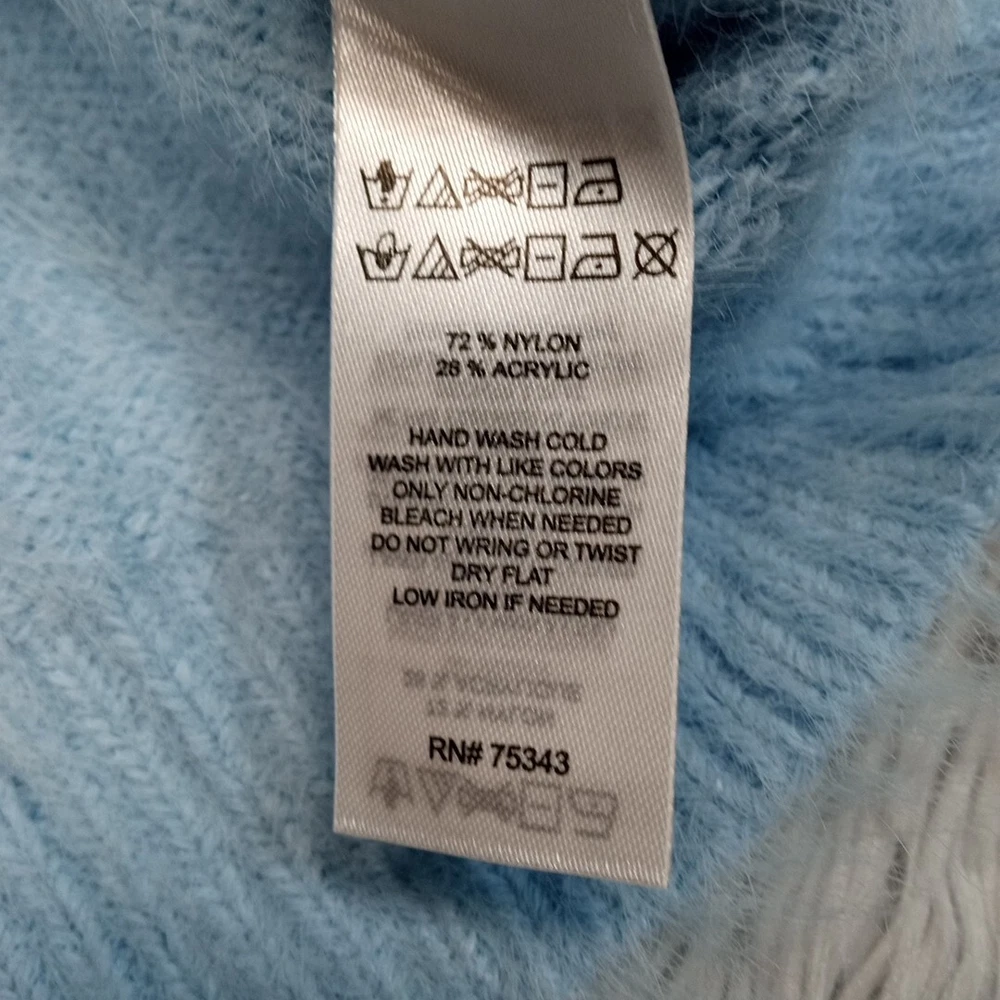 72 % NYLON
28 % ACRYLIC
HAND WASH COLD
WASH WITH LIKE COLORS
ONLY NON-CHLORINE
BLEACH WHEN NEEDED
DO NOT WRING OR TWIST
DRY FLAT
LOW IRON IF NEEDED
RN# 75343